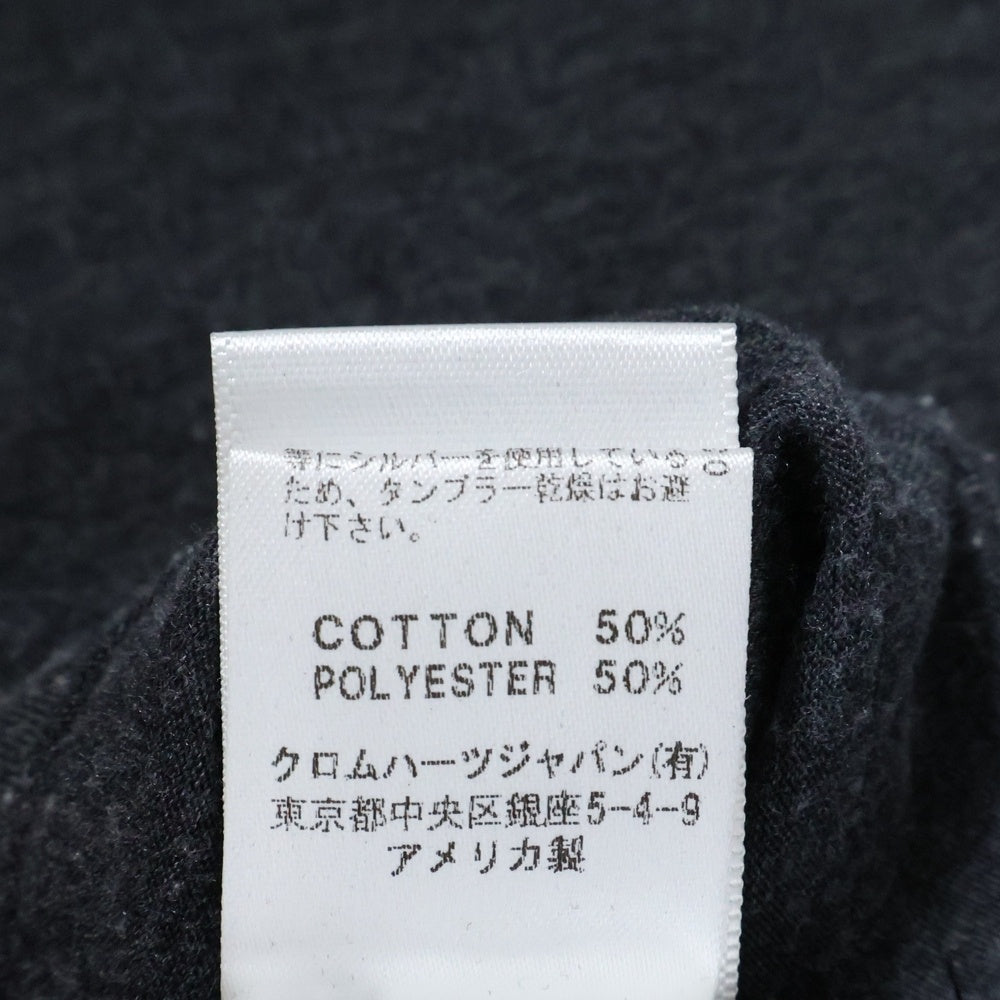 等にシルバーを使用している
ため、タンブラー乾燥はお避
け下さい。
COTTON 50%
POLYESTER 50%
クロムハーツジャパン(有)
東京都中央区銀座5-4-9
アメリカ製